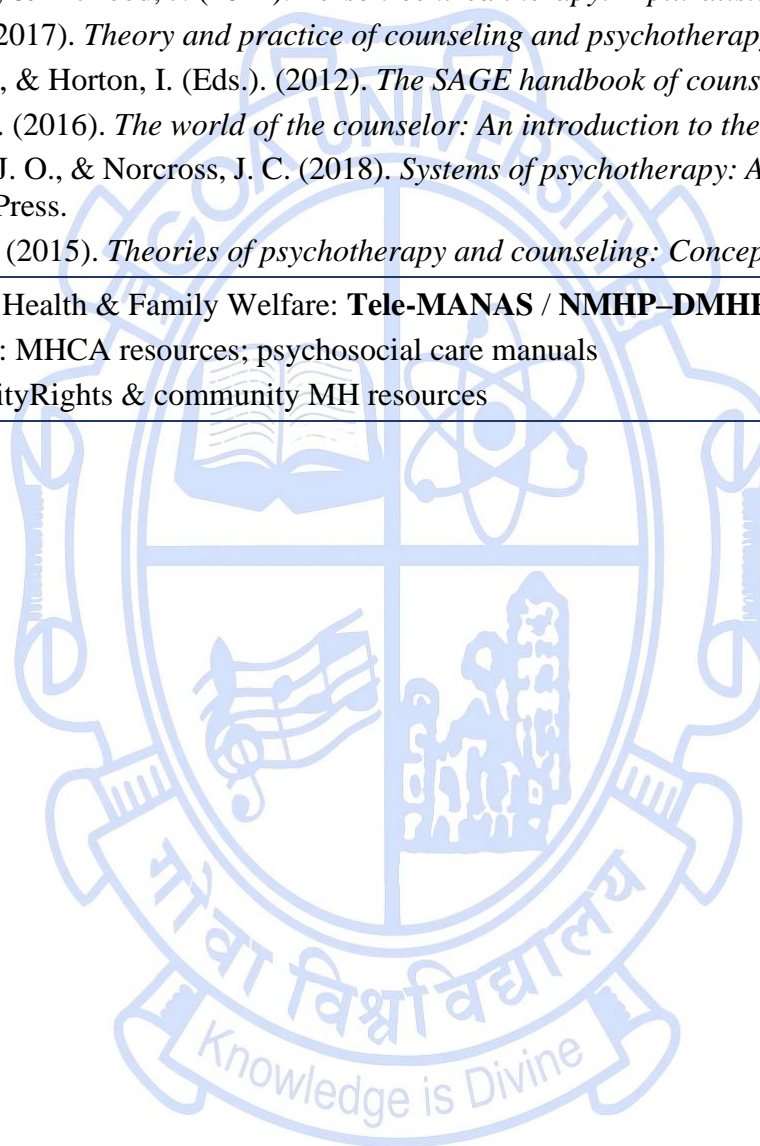 (2017). Theory and practice of counseling and psychotherapy
, & Horton, I. (Eds.). (2012). The SAGE handbook of couns
. (2016). The world of the counselor: An introduction to the
J. O., & Norcross, J. C. (2018). Systems of psychotherapy: A
Press.
(2015). Theories of psychotherapy and counseling: Concep
Health & Family Welfare: Tele-MANAS / NMHP–DMHP
: MHCA resources; psychosocial care manuals
ityRights & community MH resources
GOA UNIVERSITY
गोंवा विश्वविद्यालय
Knowledge is Divine